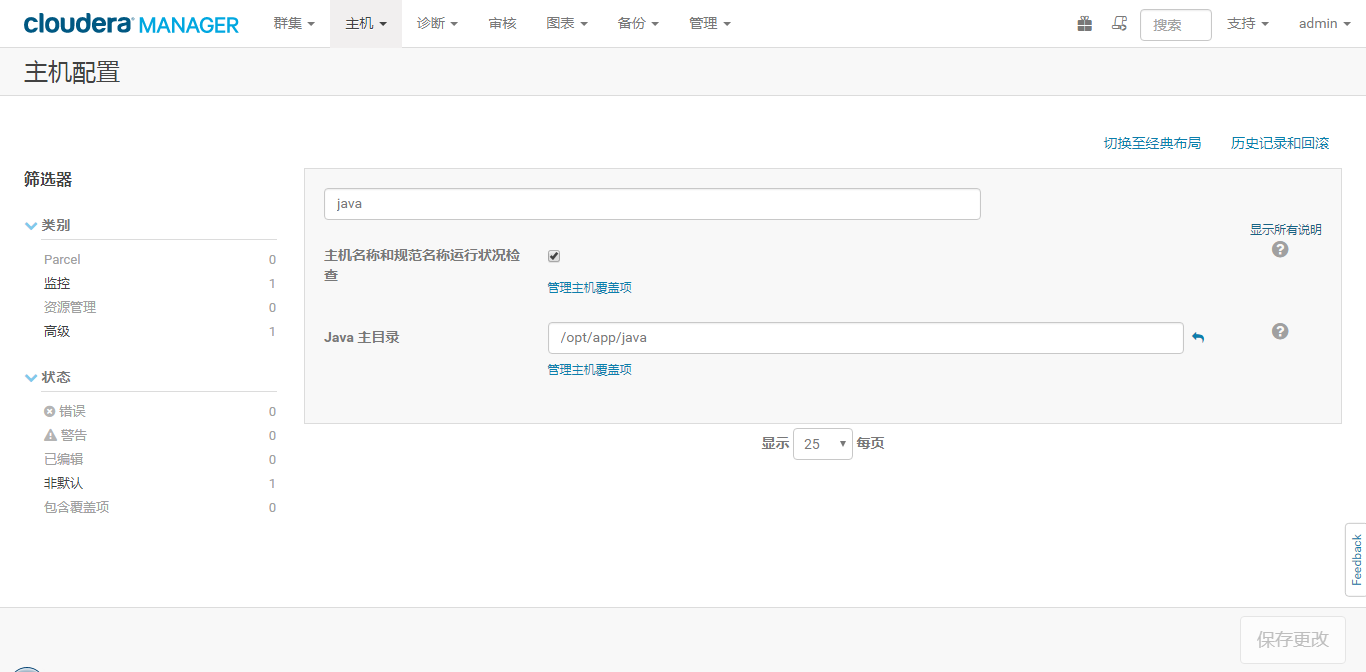 cloudera MANAGER 群集 主机 诊断 审核 图表 备份 管理 搜索 支持 admin
主机配置
切换至经典布局 历史记录和回滚
筛选器
类别
Parcel 0
监控 1
资源管理 0
高级 1
状态
错误 0
警告 0
已编辑 0
非默认 1
包含覆盖项 0
java
显示所有说明
主机名称和规范名称运行状况检
查
管理主机覆盖项
Java 主目录 /opt/app/java
管理主机覆盖项
显示 25 每页
Feedback
保存更改